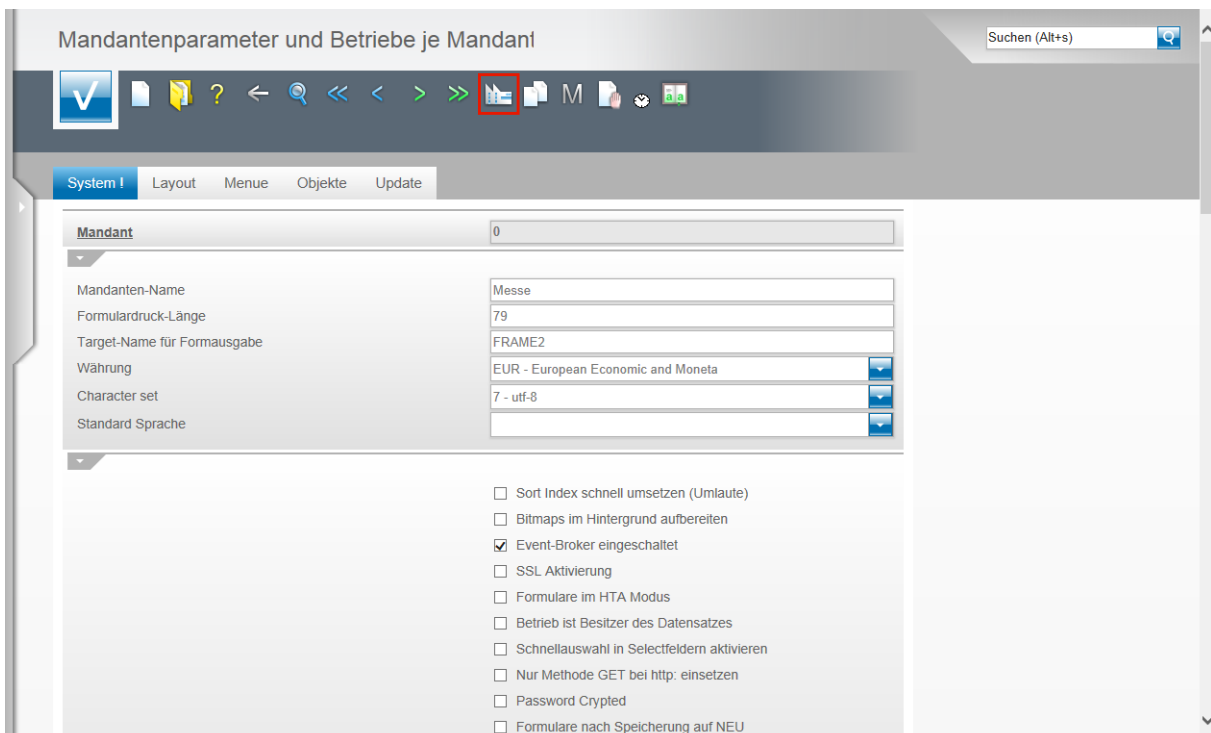 Mandantenparameter und Betriebe je Mandant
Suchen (Alt+s)
? M aa
System ! Layout Menue Objekte Update
Mandant 0
Mandanten-Name Messe
Formulardruck-Länge 79
Target-Name für Formausgabe FRAME2
Währung EUR - European Economic and Moneta
Character set 7 - utf-8
Standard Sprache
Sort Index schnell umsetzen (Umlaute)
Bitmaps im Hintergrund aufbereiten
Event-Broker eingeschaltet
SSL Aktivierung
Formulare im HTA Modus
Betrieb ist Besitzer des Datensatzes
Schnellauswahl in Selectfeldern aktivieren
Nur Methode GET bei http: einsetzen
Password Crypted
Formulare nach Speicherung auf NEU